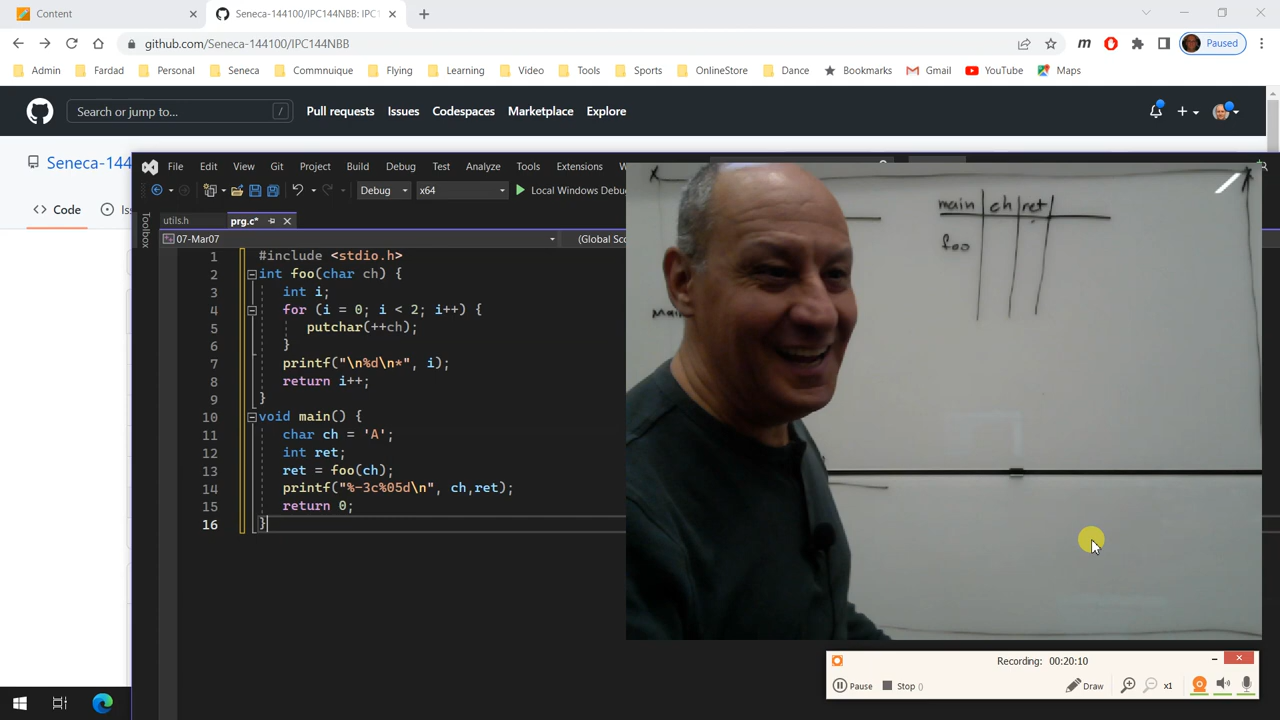 Content
Seneca-144100/IPC144NBB: IPC1
github.com/Seneca-144100/IPC144NBB
Paused
Admin
Fardad
Personal
Seneca
Commnuique
Flying
Learning
Video
Tools
Sports
OnlineStore
Dance
Bookmarks
Gmail
YouTube
Maps
Search or jump to...
/
Pull requests
Issues
Codespaces
Marketplace
Explore
Seneca-144
Code
Iss
File Edit View Git Project Build Debug Test Analyze Tools Extensions W
Debug
x64
Local Windows Debu
Toolbox
utils.h
prg.c*
07-Mar07
(Global Sco
1 #include <stdio.h>
2 int foo(char ch) {
3 int i;
4 for (i = 0; i < 2; i++) {
5 putchar(++ch);
6 }
7 printf("\n%d\n*", i);
8 return i++;
9 }
10 void main() {
11 char ch = 'A';
12 int ret;
13 ret = foo(ch);
14 printf("%-3c%05d\n", ch,ret);
15 return 0;
16 }
main ch ret
foo
Recording: 00:20:10
Pause
Stop ()
Draw
x1